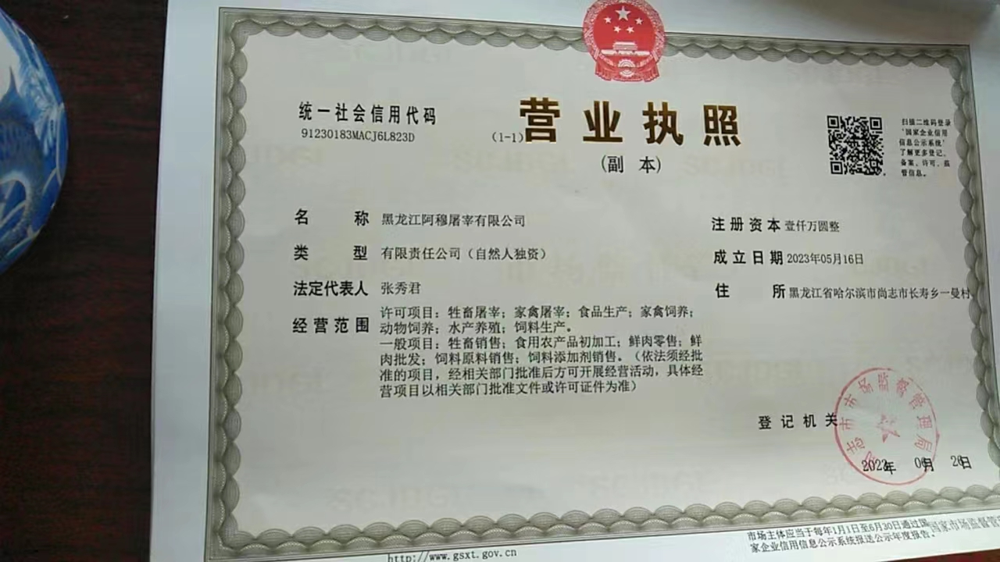 统一社会信用代码
91230183MACJ6L823D
(1-1)
营业执照
(副 本)
扫描二维码登录
'国家企业信用
信息公示系统'
了解更多登记、
备案、许可、监
管信息。
名 称 黑龙江阿穆屠宰有限公司
类 型 有限责任公司（自然人独资）
法定代表人 张秀君
经营范围 许可项目：牲畜屠宰；家禽屠宰；食品生产；家禽饲养；
动物饲养；水产养殖；饲料生产。
一般项目：牲畜销售；食用农产品初加工；鲜肉零售；鲜
肉批发；饲料原料销售；饲料添加剂销售。（依法须经批
准的项目，经相关部门批准后方可开展经营活动，具体经
营项目以相关部门批准文件或许可证件为准）
注册资本 壹仟万圆整
成立日期 2023年05月16日
住 所 黑龙江省哈尔滨市尚志市长寿乡一曼村
登记机关
志市市场监督管理局
年 月 日
http://www.gsxt.gov.cn
市场主体应当于每年1月1日至6月30日通过国
家企业信用信息公示系统报送公示年度报告。
国家市场监督管